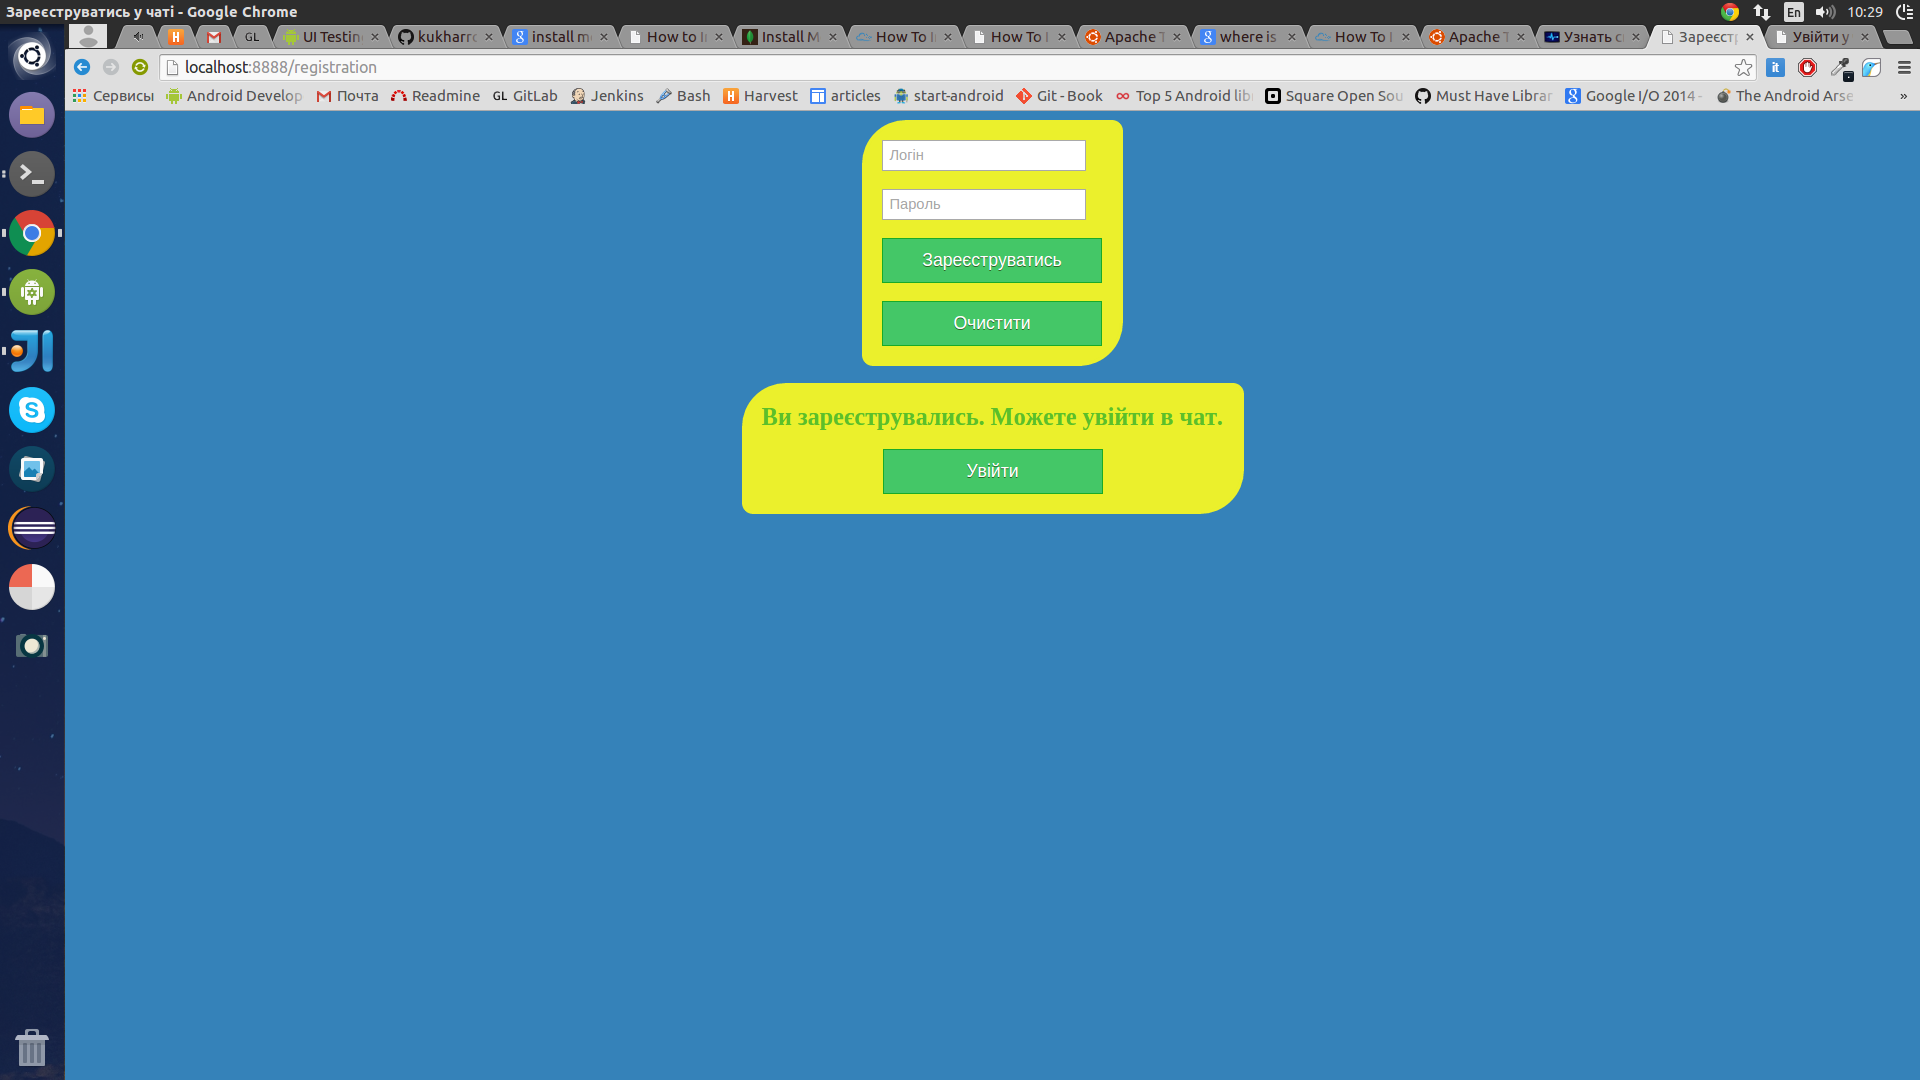 Зареєструватись у чаті - Google Chrome
En
10:29
GL
UI Testin
kukharro
install m
How to I
Install M
How To I
How To I
Apache T
where is
How To I
Apache T
Узнать с
Зареєст
Увійти у
localhost:8888/registration
it
Сервисы
Android Develop
Почта
Readmine
GL GitLab
Jenkins
Bash
H Harvest
articles
start-android
Git - Book
Top 5 Android lib
Square Open Sou
Must Have Librar
Google I/O 2014 -
The Android Arse
»
Логін
Пароль
Зареєструватись
Очистити
Ви зареєструвались. Можете увійти в чат.
Увійти